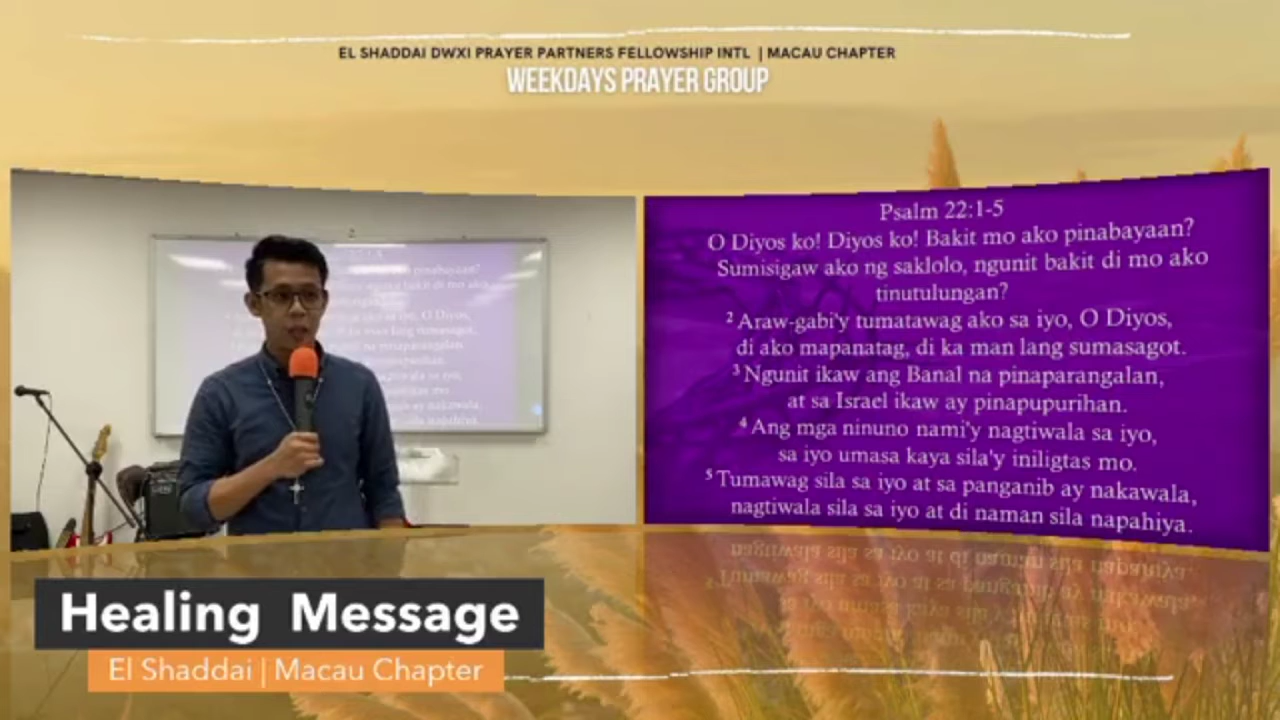 EL SHADDAI DWXI PRAYER PARTNERS FELLOWSHIP INTL | MACAU CHAPTER
WEEKDAYS PRAYER GROUP
Psalm 22:1-5
O Diyos ko! Diyos ko! Bakit mo ako pinabayaan?
Sumisigaw ako ng saklolo, ngunit bakit di mo ako
tinutulungan?
2 Araw-gabi'y tumatawag ako sa iyo, O Diyos,
di ako mapanatag, di ka man lang sumasagot.
3 Ngunit ikaw ang Banal na pinaparangalan,
at sa Israel ikaw ay pinapupurihan.
4 Ang mga ninuno nami'y nagtiwala sa iyo,
sa iyo umasa kaya sila'y iniligtas mo.
5 Tumawag sila sa iyo at sa panganib ay nakawala,
nagtiwala sila sa iyo at di naman sila napahiya.
Healing Message
El Shaddai | Macau Chapter